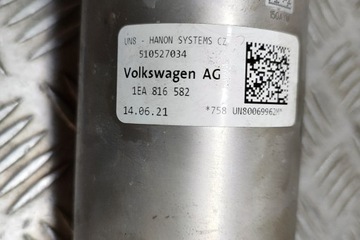 UN8 - HANON SYSTEMS CZ
510527034
Volkswagen AG
1EA 816 582
14.06.21 *758 UN80069962